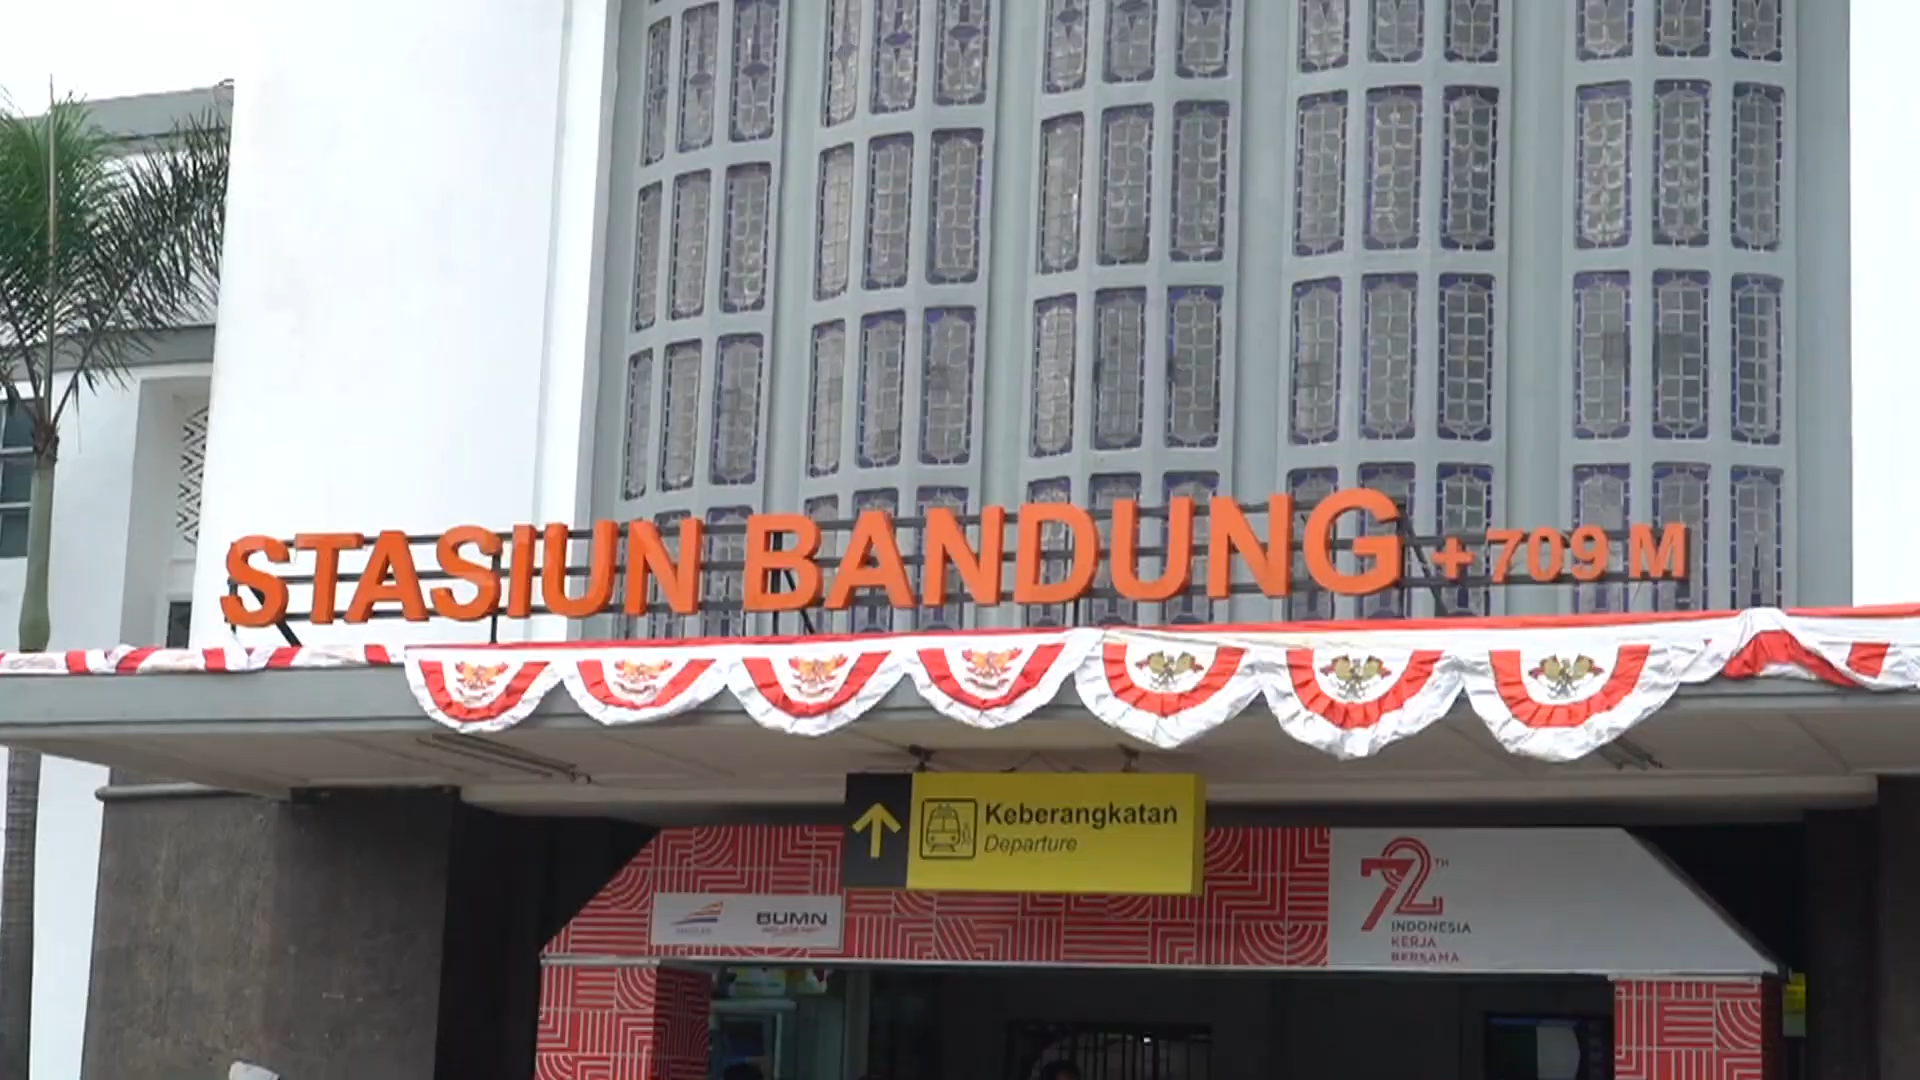 STASIUN BANDUNG +709 M
Keberangkatan
Departure
BUMN
72TH
INDONESIA
KERJA
BERSAMA